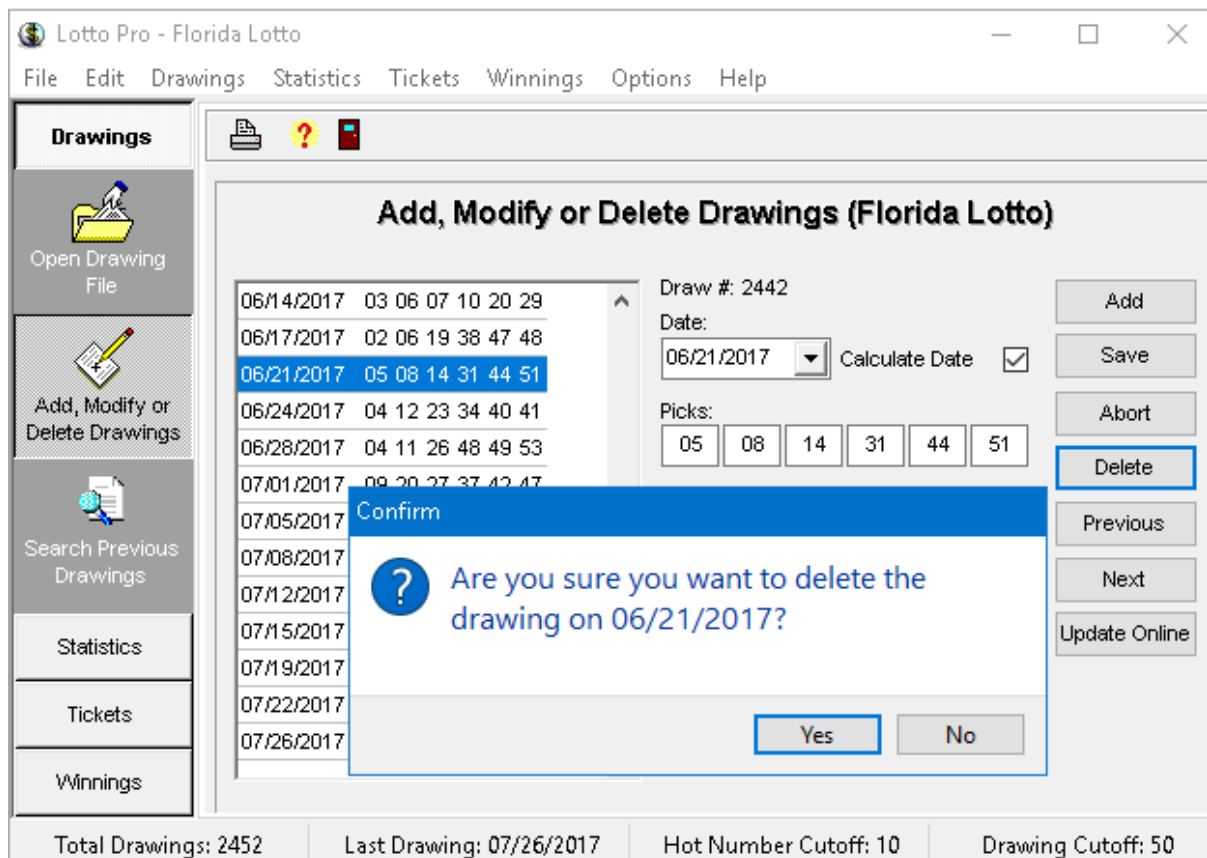 Lotto Pro - Florida Lotto
File Edit Drawings Statistics Tickets Winnings Options Help
Drawings
Open Drawing
File
Add, Modify or
Delete Drawings
Search Previous
Drawings
Statistics
Tickets
Winnings
Add, Modify or Delete Drawings (Florida Lotto)
06/14/2017 03 06 07 10 20 29
06/17/2017 02 06 19 38 47 48
06/21/2017 05 08 14 31 44 51
06/24/2017 04 12 23 34 40 41
06/28/2017 04 11 26 48 49 53
07/01/2017 09 20 27 37 42 47
07/05/2017
07/08/2017
07/12/2017
07/15/2017
07/19/2017
07/22/2017
07/26/2017
Draw #: 2442
Date:
06/21/2017 Calculate Date
Picks:
05 08 14 31 44 51
Add
Save
Abort
Delete
Previous
Next
Update Online
Confirm
Are you sure you want to delete the
drawing on 06/21/2017?
Yes No
Total Drawings: 2452 Last Drawing: 07/26/2017 Hot Number Cutoff: 10 Drawing Cutoff: 50